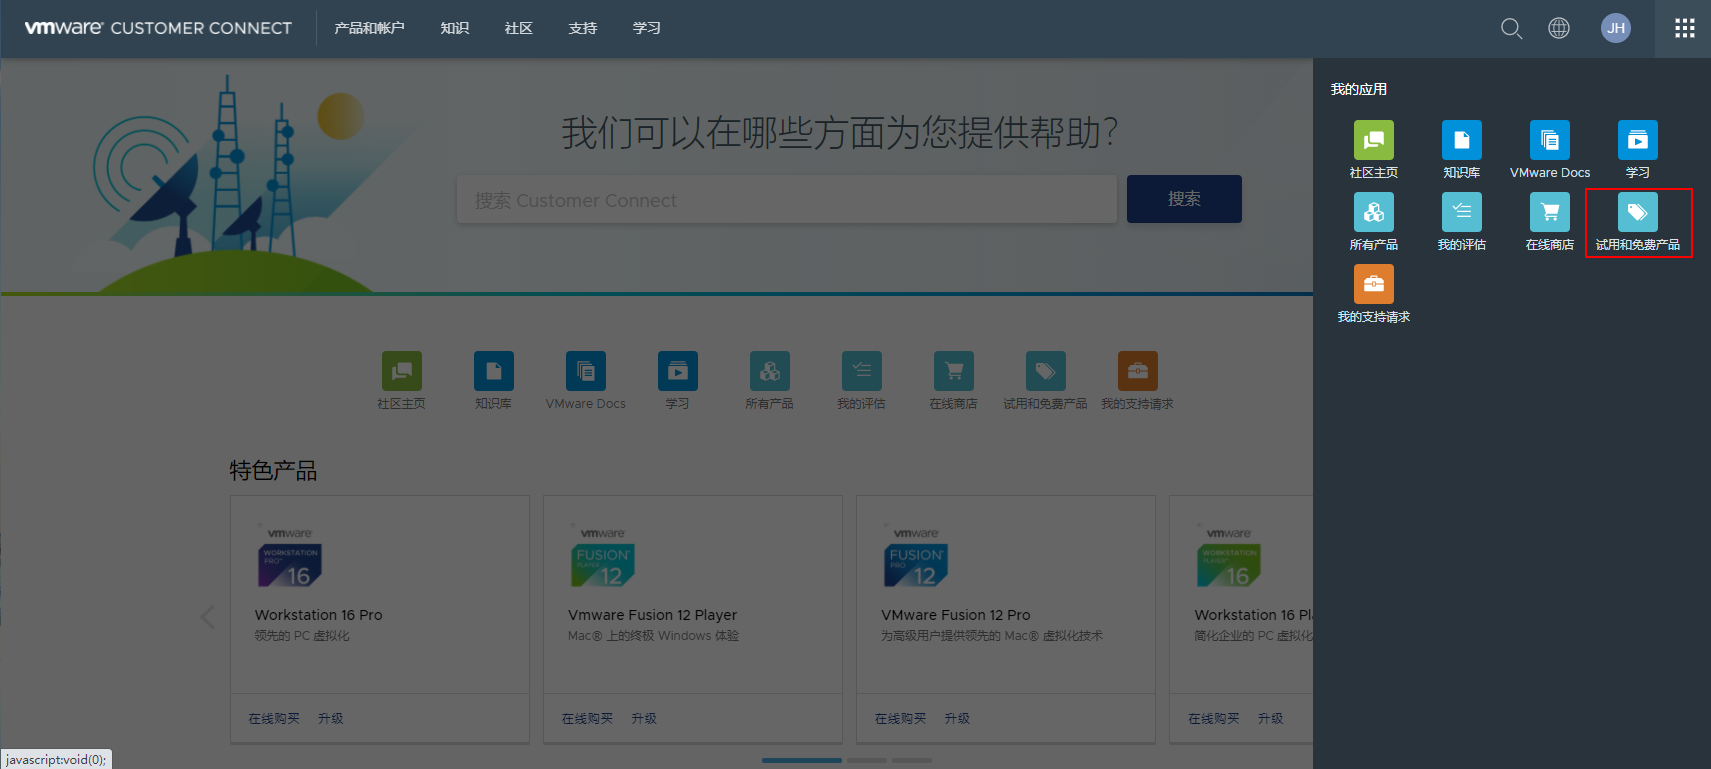 vmware CUSTOMER CONNECT
产品和帐户 知识 社区 支持 学习
JH
我们可以在哪些方面为您提供帮助?
搜索 Customer Connect
搜索
社区主页 知识库 VMware Docs 学习 所有产品 我的评估 在线商店 试用和免费产品 我的支持请求
特色产品
vmware
WORKSTATION
PRO™
16
Workstation 16 Pro
领先的 PC 虚拟化
在线购买 升级
vmware
FUSION
PLAYER
12
Vmware Fusion 12 Player
Mac® 上的终极 Windows 体验
在线购买 升级
vmware
FUSION
PRO
12
VMware Fusion 12 Pro
为高级用户提供领先的 Mac® 虚拟化技术
在线购买 升级
vmware
WORKSTATION
PLAYER
16
Workstation 16 Pl
简化企业的 PC 虚拟化
在线购买 升级
我的应用
社区主页 知识库 VMware Docs 学习
所有产品 我的评估 在线商店 试用和免费产品
我的支持请求
javascript:void(0);